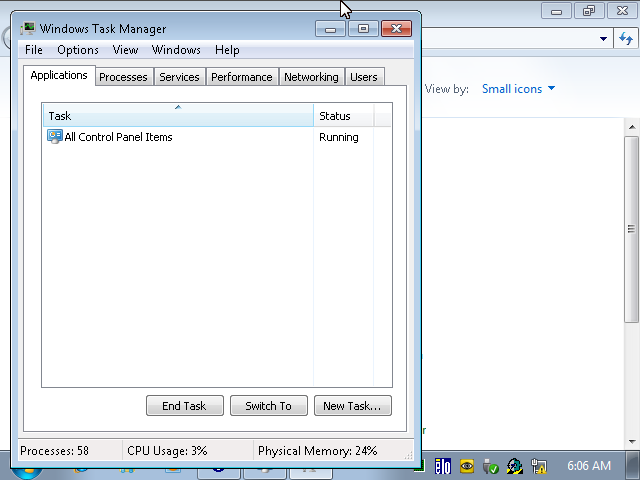 Windows Task Manager
File Options View Windows Help
Applications Processes Services Performance Networking Users
View by: Small icons
Task Status
All Control Panel Items Running
End Task Switch To New Task...
Processes: 58 CPU Usage: 3% Physical Memory: 24%
6:06 AM